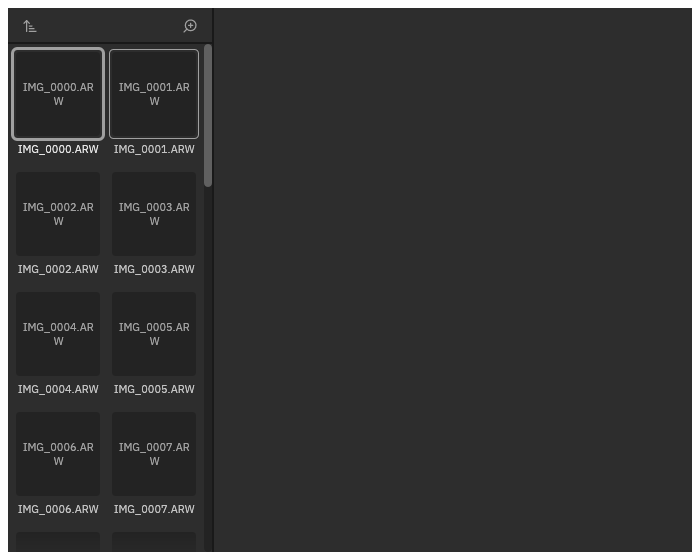 IMG_0000.AR
W
IMG_0001.AR
W
IMG_0000.ARW
IMG_0001.ARW
IMG_0002.AR
W
IMG_0003.AR
W
IMG_0002.ARW
IMG_0003.ARW
IMG_0004.AR
W
IMG_0005.AR
W
IMG_0004.ARW
IMG_0005.ARW
IMG_0006.AR
W
IMG_0007.AR
W
IMG_0006.ARW
IMG_0007.ARW